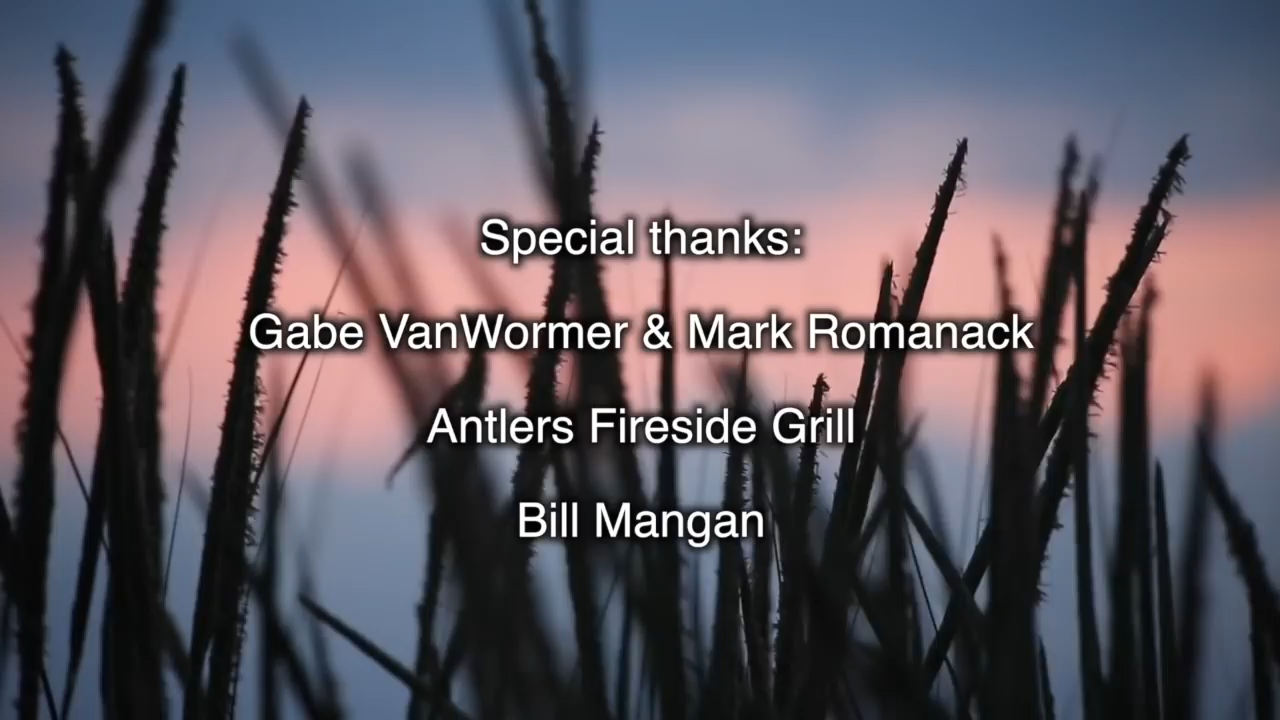 Special thanks:
Gabe VanWormer & Mark Romanack
Antlers Fireside Grill
Bill Mangan